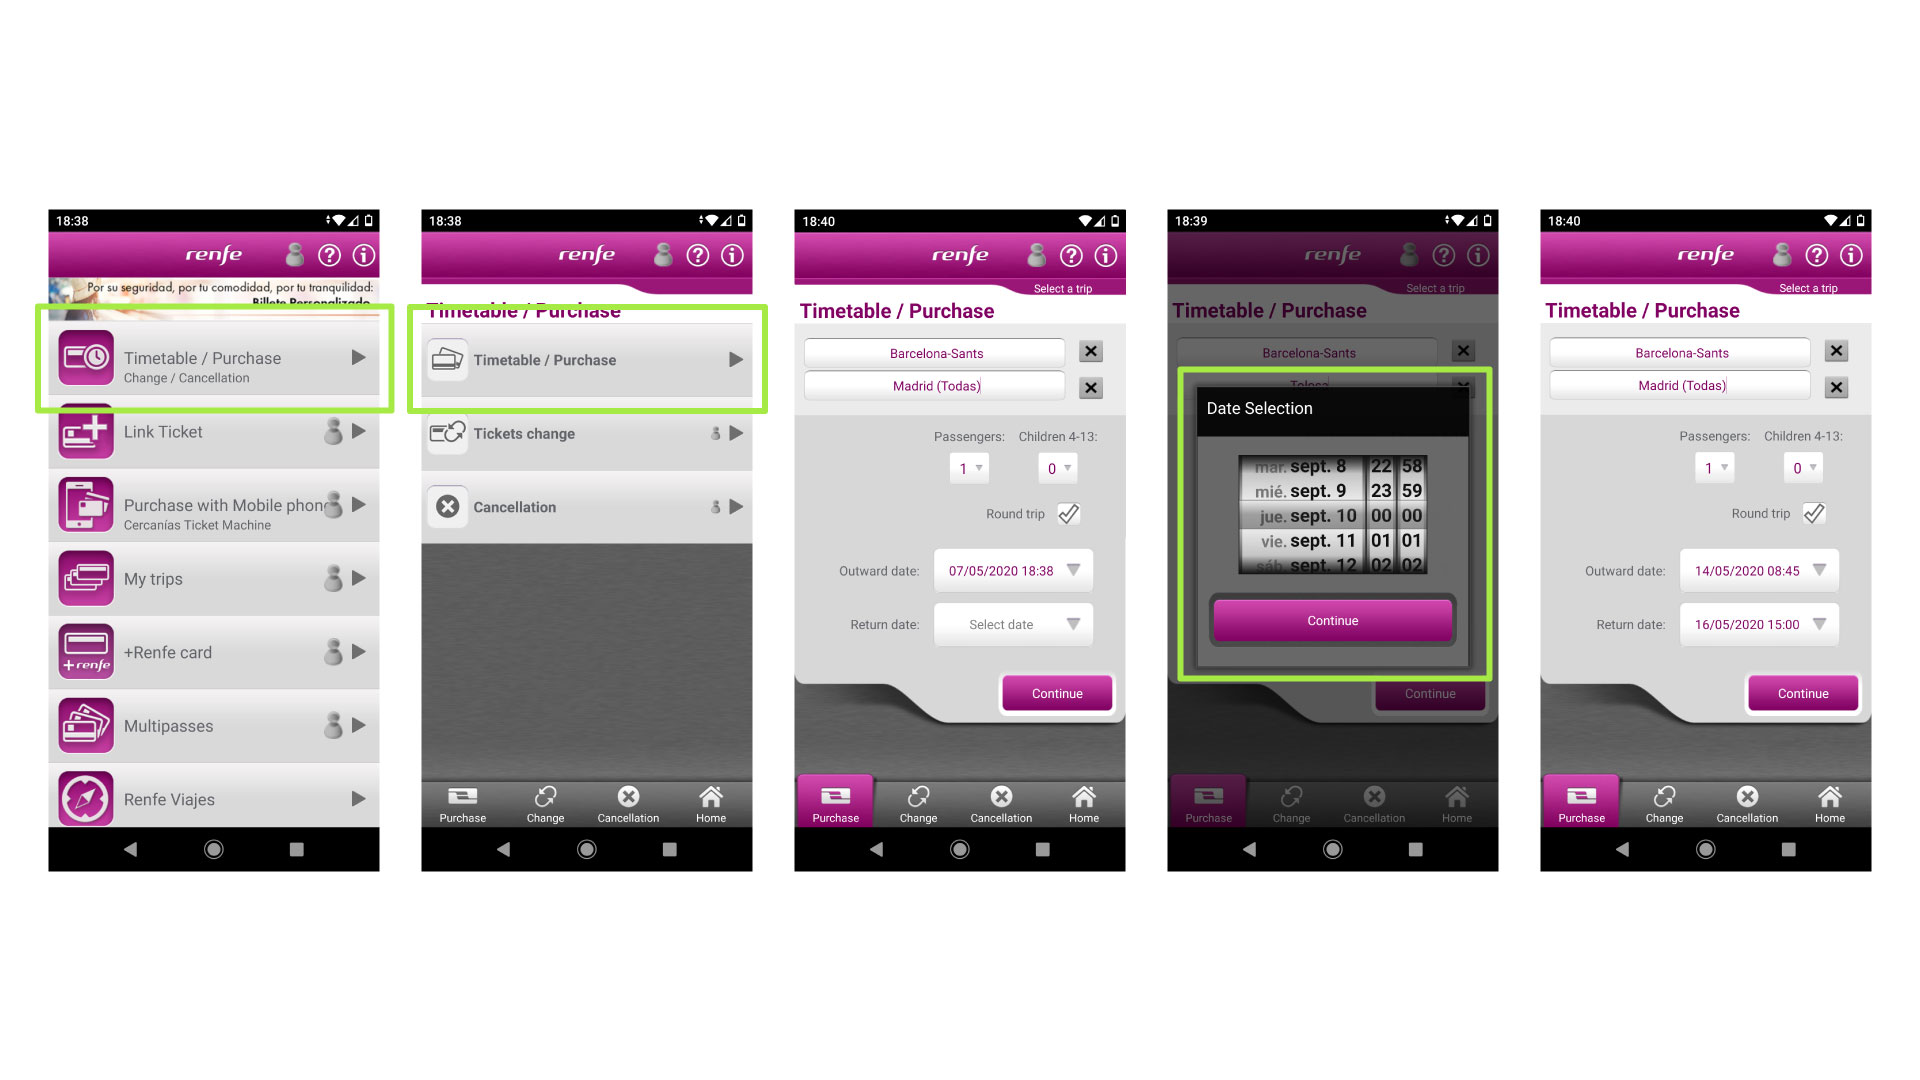 18:38
renfe
Por su seguridad, por tu comodidad, por tu tranquilidad:
Billete Personalizado
Timetable / Purchase
Change / Cancellation
Link Ticket
Purchase with Mobile phon
Cercanías Ticket Machine
My trips
+renfe
+Renfe card
Multipasses
Renfe Viajes
18:38
renfe
Timetable / Purchase
Timetable / Purchase
Tickets change
Cancellation
Purchase Change Cancellation Home
18:40
renfe
Select a trip
Timetable / Purchase
Barcelona-Sants
Madrid (Todas)
Passengers: Children 4-13:
1 0
Round trip
Outward date: 07/05/2020 18:38
Return date: Select date
Continue
Purchase Change Cancellation Home
18:39
renfe
Select a trip
Timetable / Purchase
Barcelona-Sants
Tolosa
Date Selection
mar. sept. 8 22 58
mié. sept. 9 23 59
jue. sept. 10 00 00
vie. sept. 11 01 01
sáb. sept. 12 02 02
Continue
Continue
Purchase Change Cancellation Home
18:40
renfe
Select a trip
Timetable / Purchase
Barcelona-Sants
Madrid (Todas)
Passengers: Children 4-13:
1 0
Round trip
Outward date: 14/05/2020 08:45
Return date: 16/05/2020 15:00
Continue
Purchase Change Cancellation Home